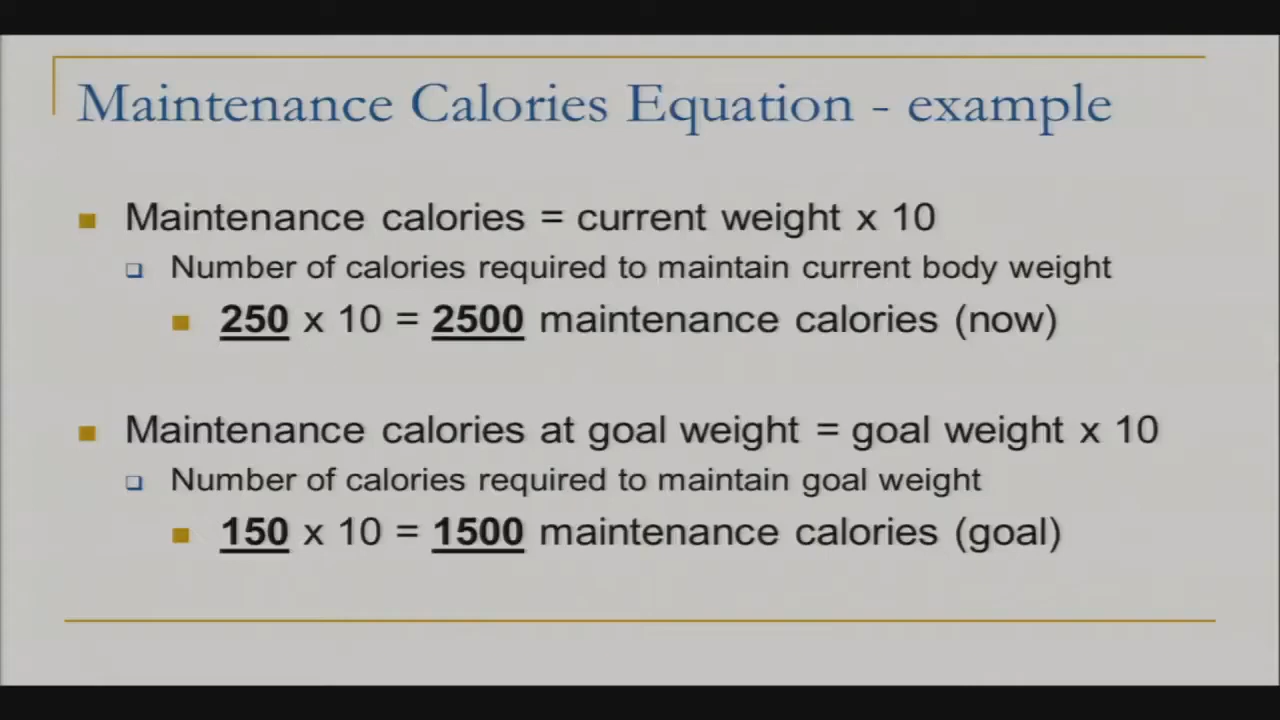 Maintenance Calories Equation - example
Maintenance calories = current weight x 10
Number of calories required to maintain current body weight
250 x 10 = 2500 maintenance calories (now)
Maintenance calories at goal weight = goal weight x 10
Number of calories required to maintain goal weight
150 x 10 = 1500 maintenance calories (goal)